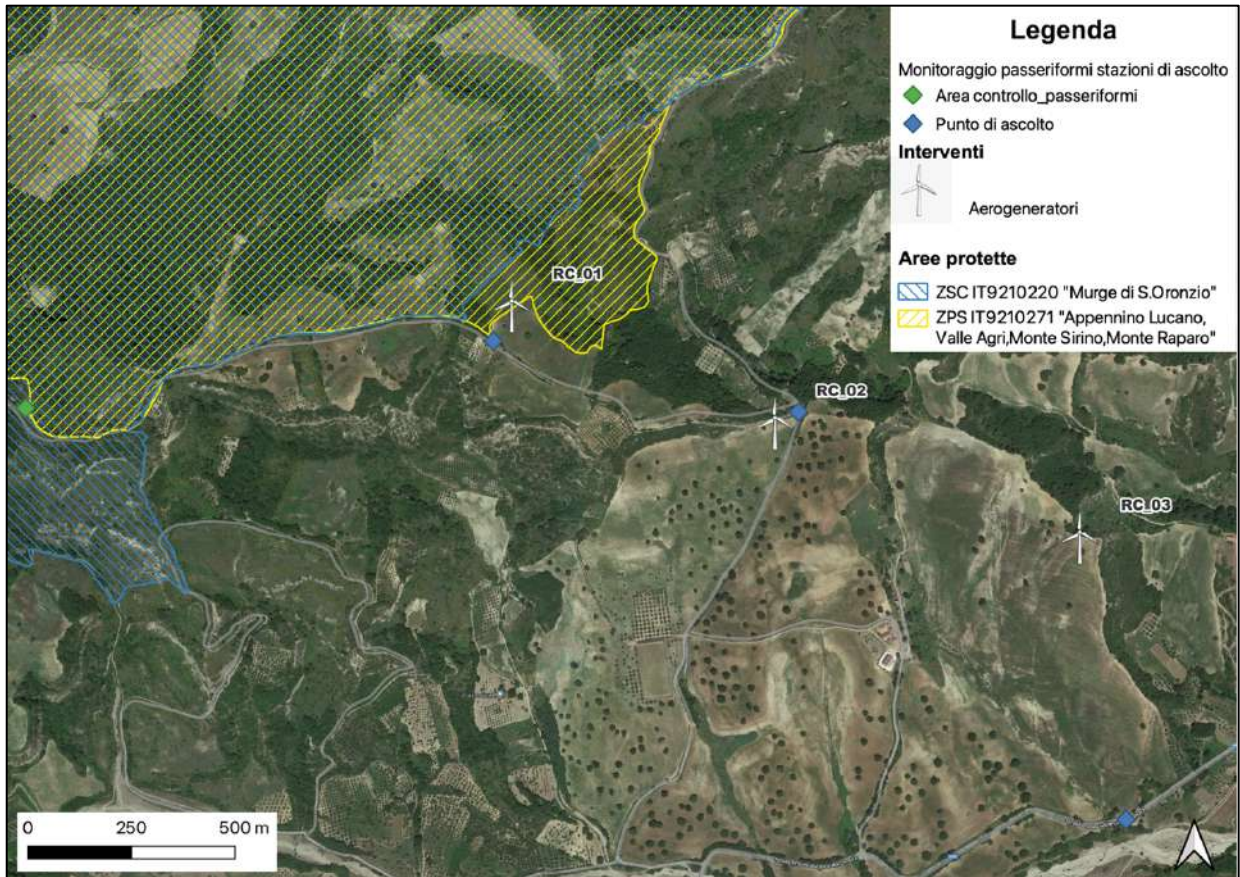 Legenda
Monitoraggio passeriformi stazioni di ascolto
Area controllo_passeriformi
Punto di ascolto
Interventi
Aerogeneratori
Aree protette
ZSC IT9210220 "Murge di S.Oronzio"
ZPS IT9210271 "Appennino Lucano,
Valle Agri,Monte Sirino,Monte Raparo"
RC_01
RC_02
RC_03
0 250 500 m